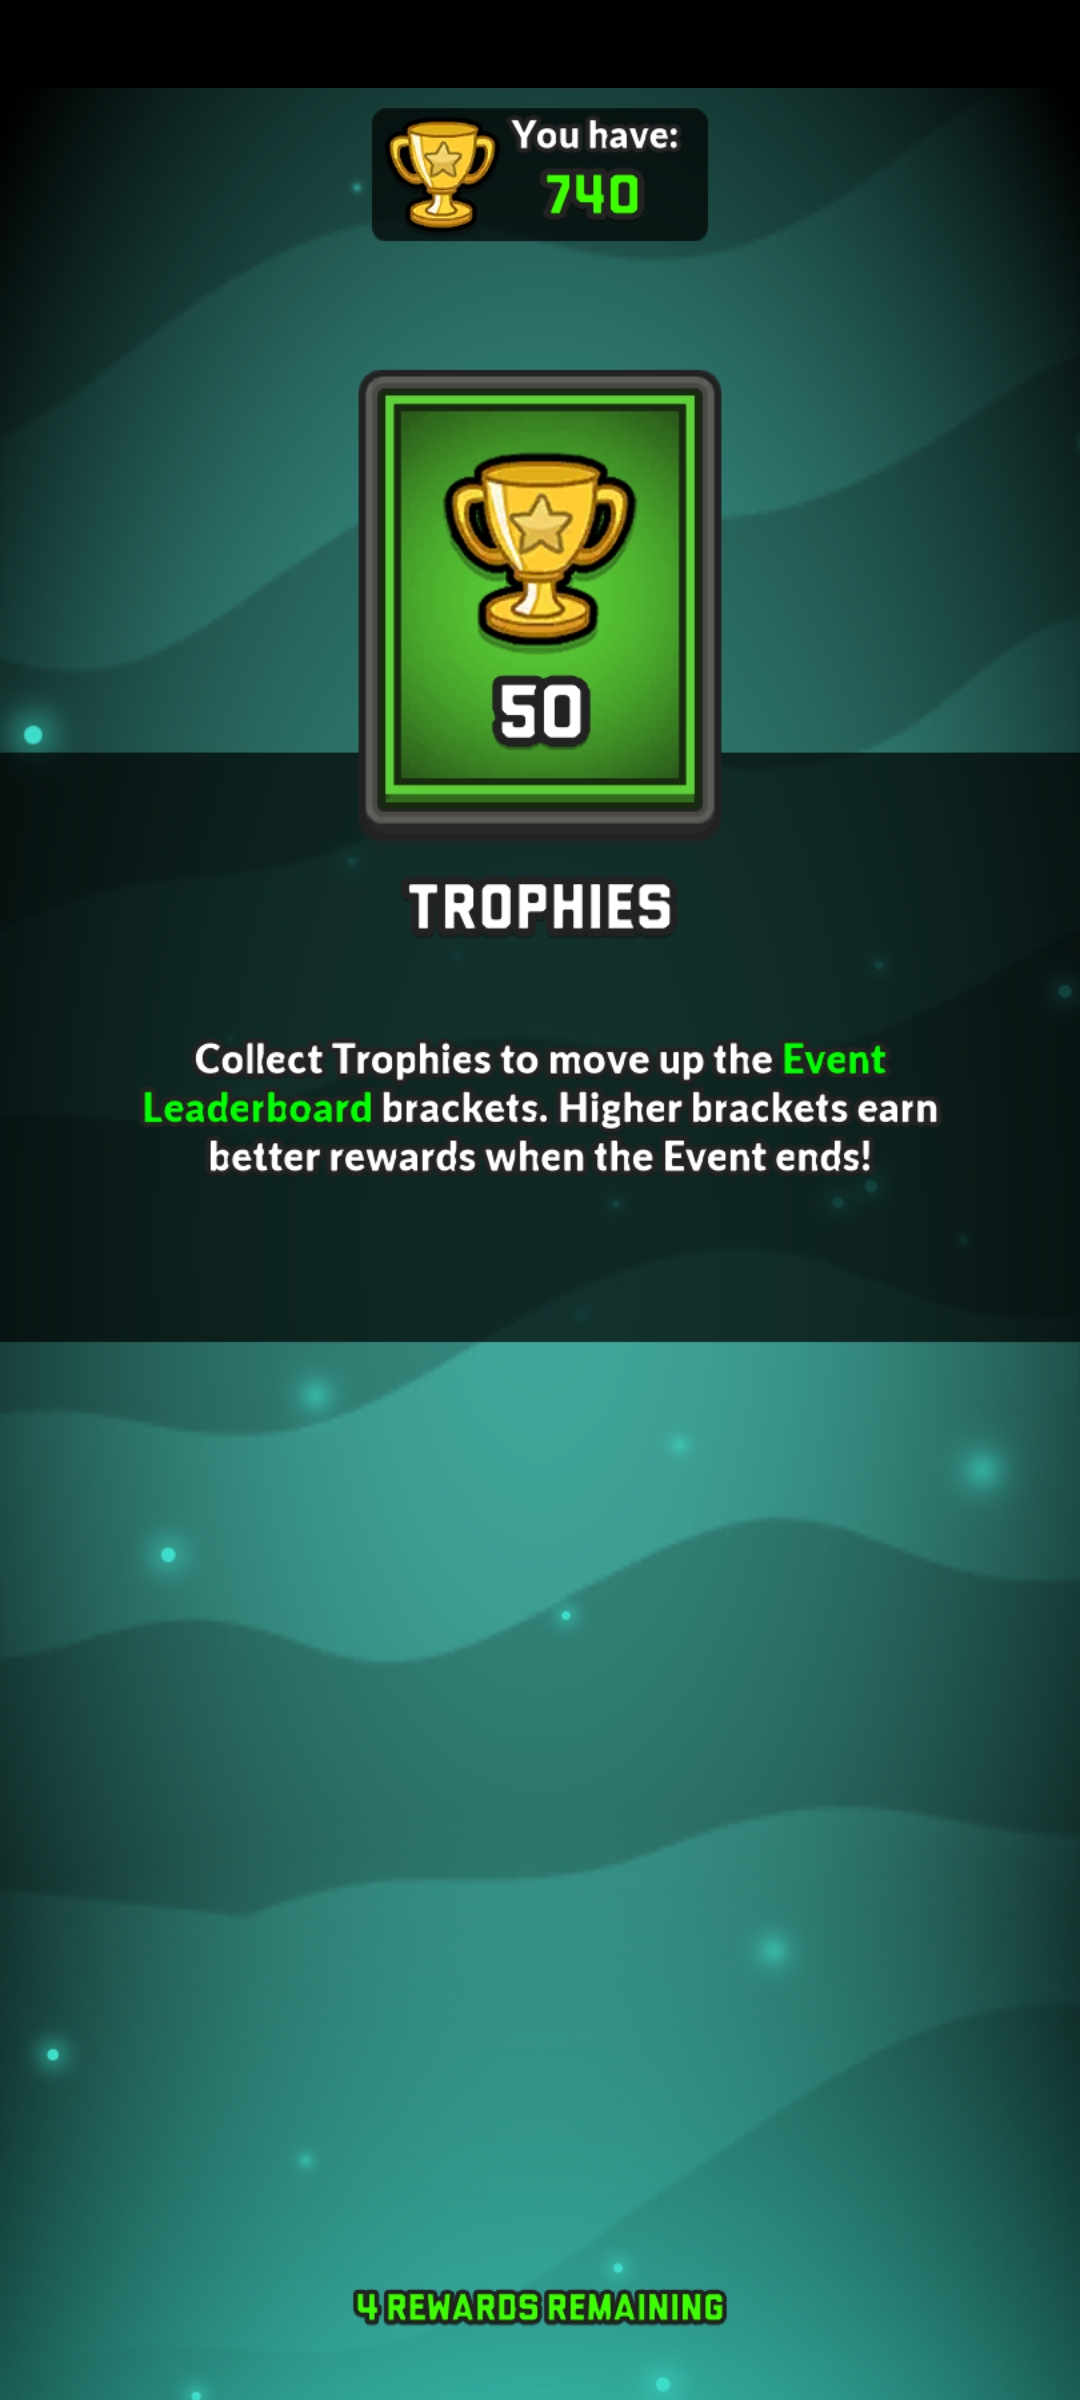 You have:
740
50
TROPHIES
Collect Trophies to move up the Event
Leaderboard brackets. Higher brackets earn
better rewards when the Event ends!
4 REWARDS REMAINING